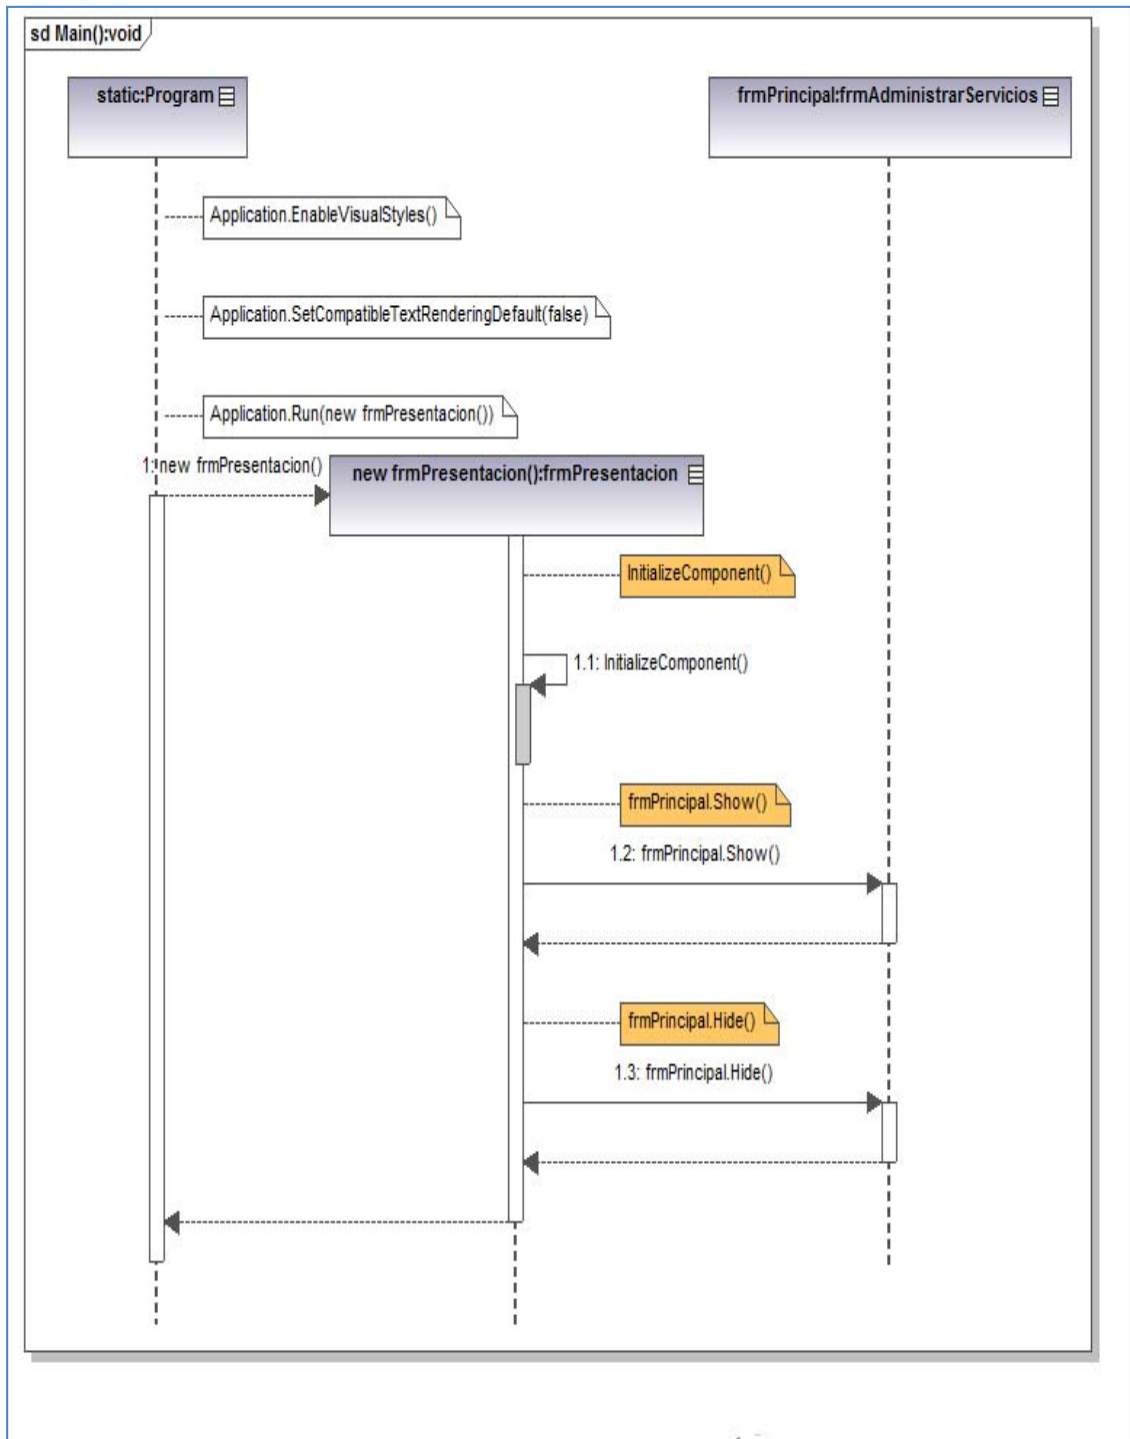 sd Main():void
static:Program
frmPrincipal:frmAdministrarServicios
Application.EnableVisualStyles()
Application.SetCompatibleTextRenderingDefault(false)
Application.Run(new frmPresentacion())
1: new frmPresentacion()
new frmPresentacion():frmPresentacion
InitializeComponent()
1.1: InitializeComponent()
frmPrincipal.Show()
1.2: frmPrincipal.Show()
frmPrincipal.Hide()
1.3: frmPrincipal.Hide()